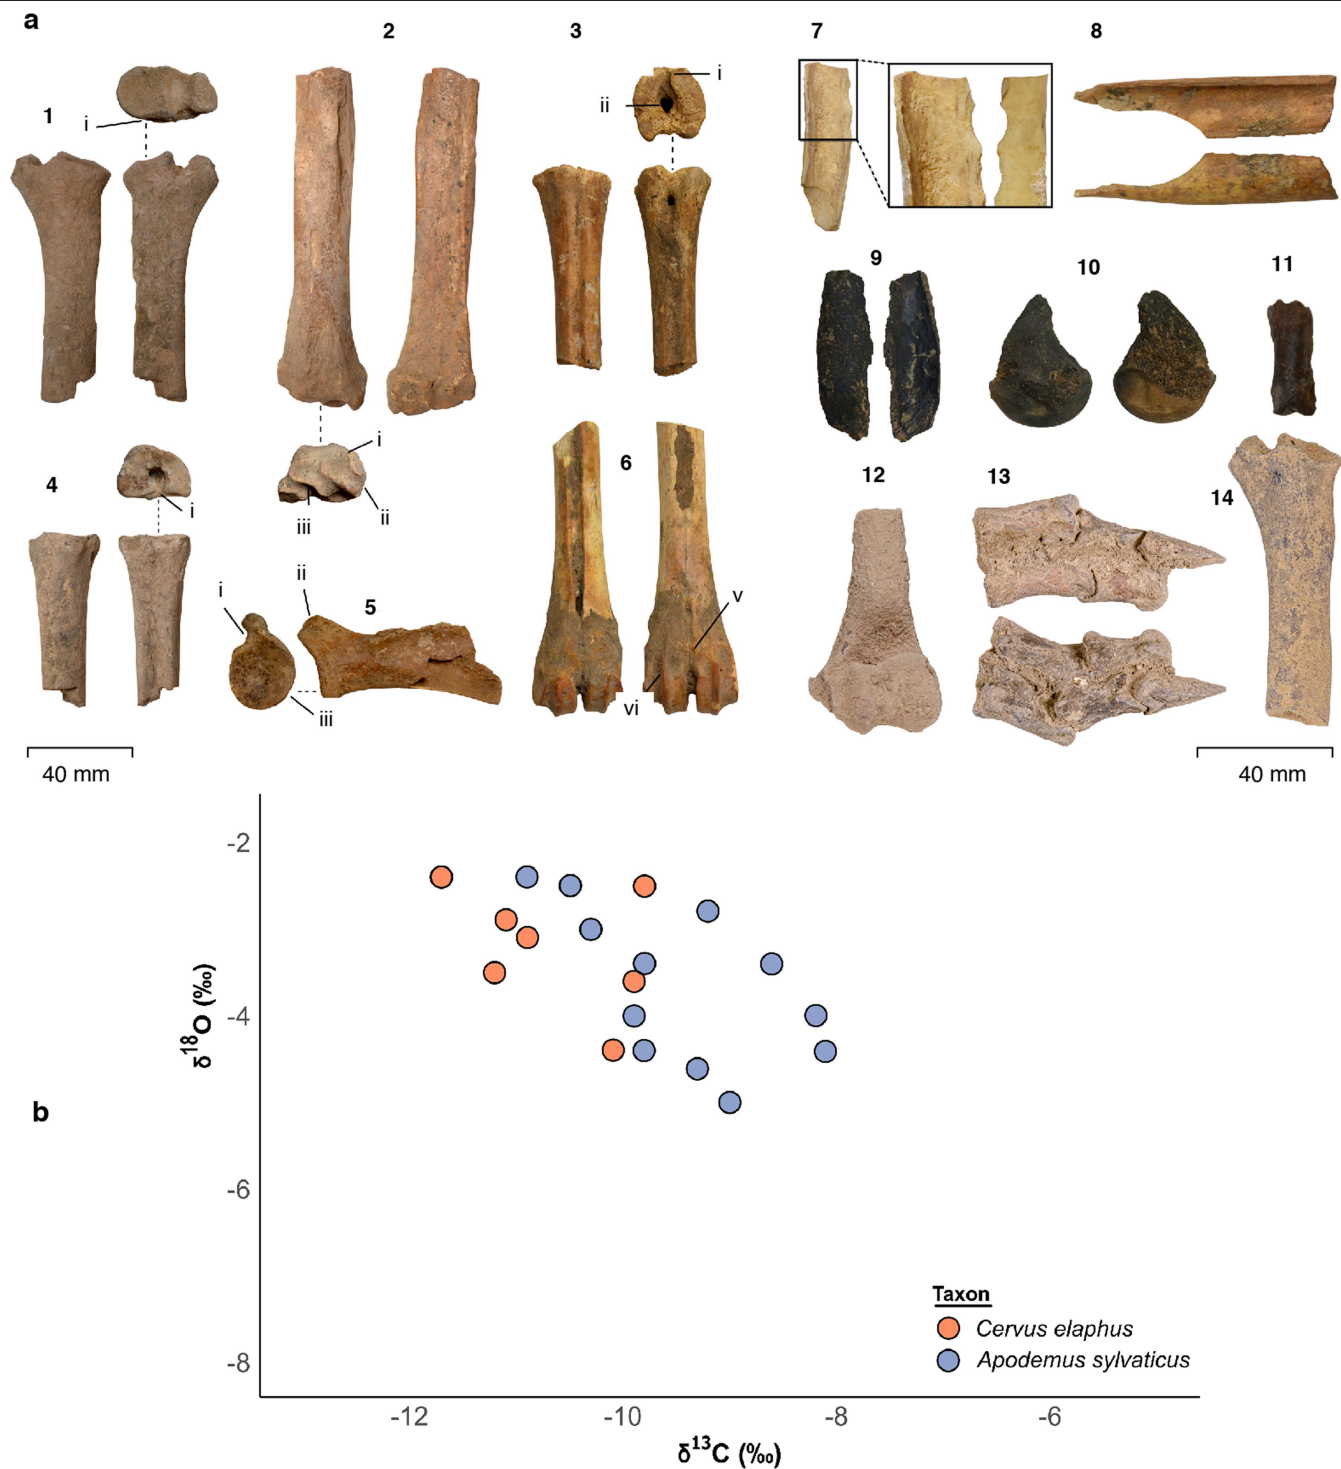 a
1
2
3
7
8
i
i
ii
9
10
11
4
i
i
ii
iii
6
12
13
14
i
ii
5
iii
v
vi
40 mm
40 mm
b
-2
-4
-6
-8
δ¹⁸O (‰)
Taxon
Cervus elaphus
Apodemus sylvaticus
-12
-10
-8
-6
δ¹³C (‰)